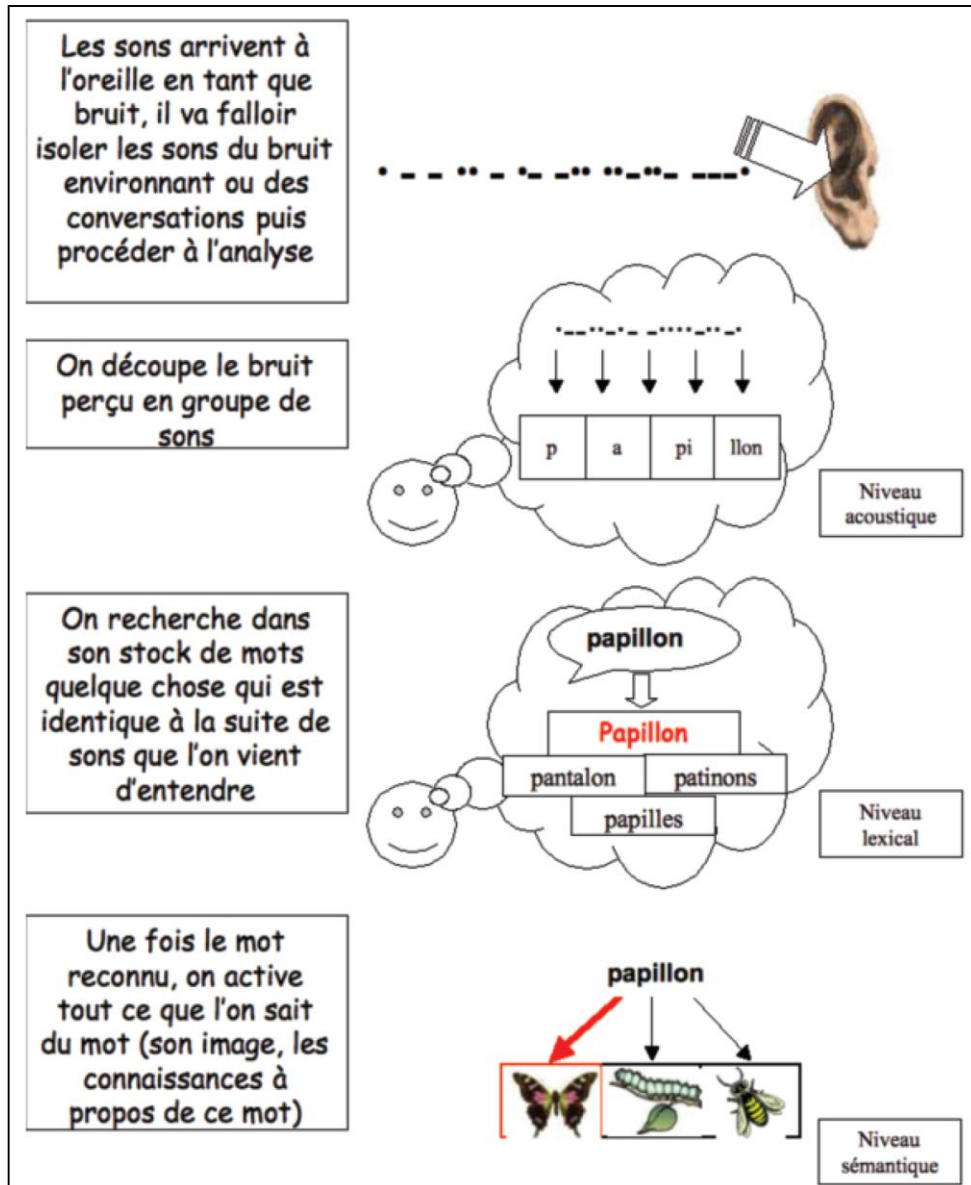 Les sons arrivent à
l'oreille en tant que
bruit, il va falloir
isoler les sons du bruit
environnant ou des
conversations puis
procéder à l'analyse
On découpe le bruit
perçu en groupe de
sons
p a pi llon
Niveau
acoustique
On recherche dans
son stock de mots
quelque chose qui est
identique à la suite de
sons que l'on vient
d'entendre
papillon
Papillon
pantalon patinons
papilles
Niveau
lexical
Une fois le mot
reconnu, on active
tout ce que l'on sait
du mot (son image, les
connaissances à
propos de ce mot)
papillon
Niveau
sémantique